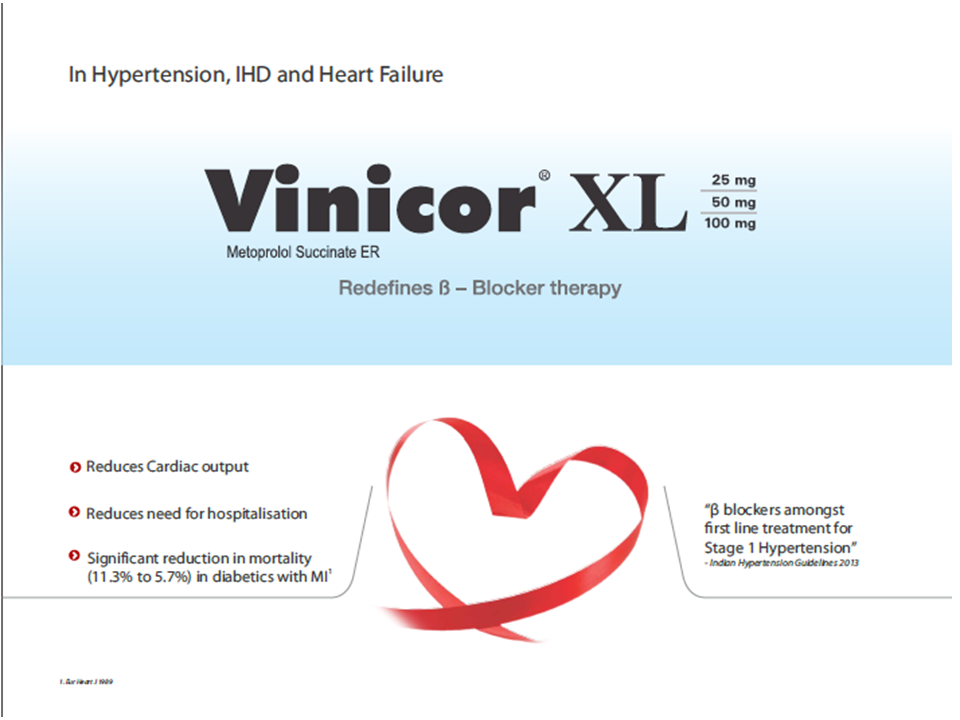 In Hypertension, IHD and Heart Failure
Vinicor® XL
25 mg
50 mg
100 mg
Metoprolol Succinate ER
Redefines ß – Blocker therapy
Reduces Cardiac output
Reduces need for hospitalisation
Significant reduction in mortality
(11.3% to 5.7%) in diabetics with MI¹
"β blockers amongst
first line treatment for
Stage 1 Hypertension"
- Indian Hypertension Guidelines 2013
1. Eur Heart J 1989